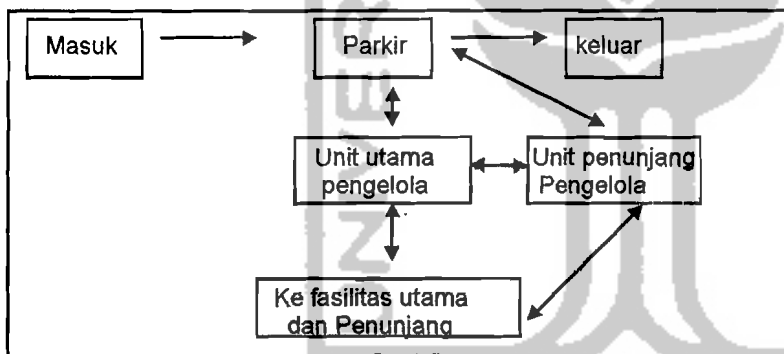 Masuk
Parkir
keluar
Unit utama
pengelola
Unit penunjang
Pengelola
Ke fasilitas utama
dan Penunjang